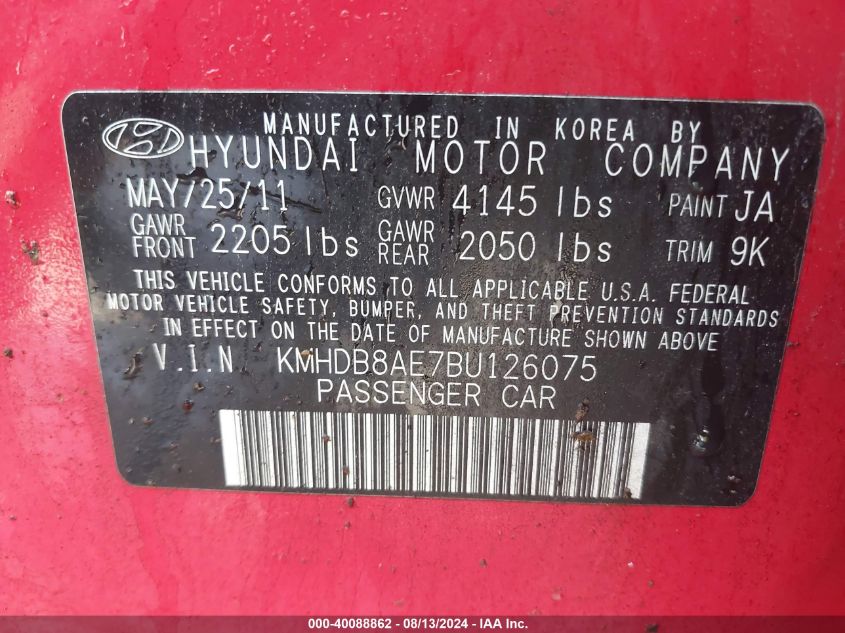 MANUFACTURED IN KOREA BY
HYUNDAI MOTOR COMPANY
MAY/25/11 GVWR 4145 lbs PAINT JA
GAWR FRONT 2205 lbs GAWR REAR 2050 lbs TRIM 9K
THIS VEHICLE CONFORMS TO ALL APPLICABLE U.S.A. FEDERAL
MOTOR VEHICLE SAFETY, BUMPER, AND THEFT PREVENTION STANDARDS
IN EFFECT ON THE DATE OF MANUFACTURE SHOWN ABOVE.
V.I.N KMHDB8AE7BU126075
PASSENGER CAR
000-40088862 - 08/13/2024 - IAA Inc.